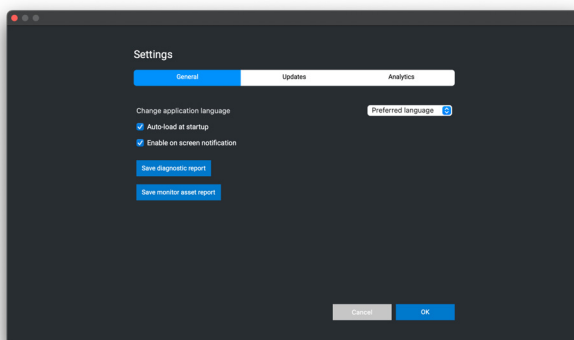 Settings
General Updates Analytics
Change application language Preferred language
Auto-load at startup
Enable on screen notification
Save diagnostic report
Save monitor asset report
Cancel OK